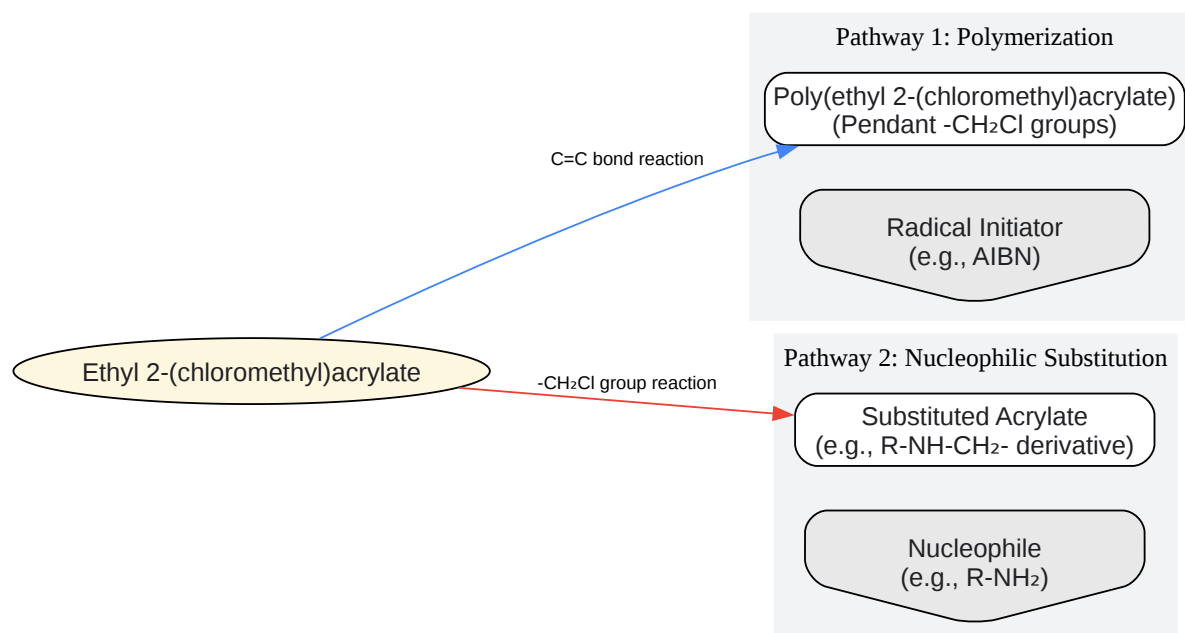 Pathway 1: Polymerization
Poly(ethyl 2-(chloromethyl)acrylate)
(Pendant -CH₂Cl groups)
C=C bond reaction
Radical Initiator
(e.g., AIBN)
Ethyl 2-(chloromethyl)acrylate
Pathway 2: Nucleophilic Substitution
-CH₂Cl group reaction
Substituted Acrylate
(e.g., R-NH-CH₂- derivative)
Nucleophile
(e.g., R-NH₂)